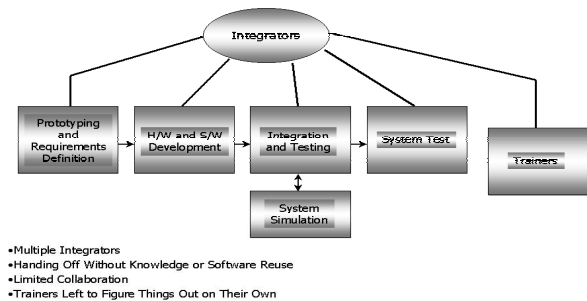 Integrators
Prototyping
and
Requirements
Definition
H/W and S/W
Development
Integration
and Testing
System Test
Trainers
System
Simulation
•Multiple Integrators
•Handing Off Without Knowledge or Software Reuse
•Limited Collaboration
•Trainers Left to Figure Things Out on Their Own